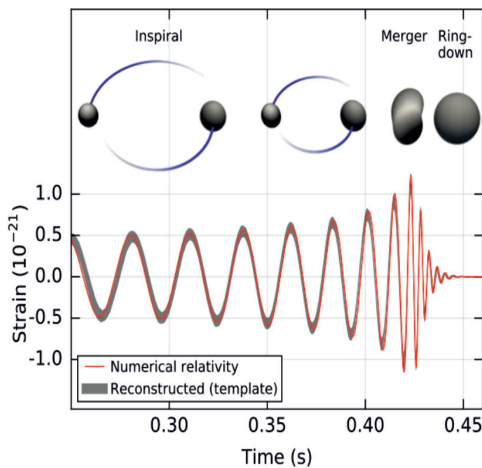 Inspiral
Merger Ring-
down
1.0
0.5
0.0
-0.5
-1.0
Strain (10⁻²¹)
Numerical relativity
Reconstructed (template)
0.30 0.35 0.40 0.45
Time (s)